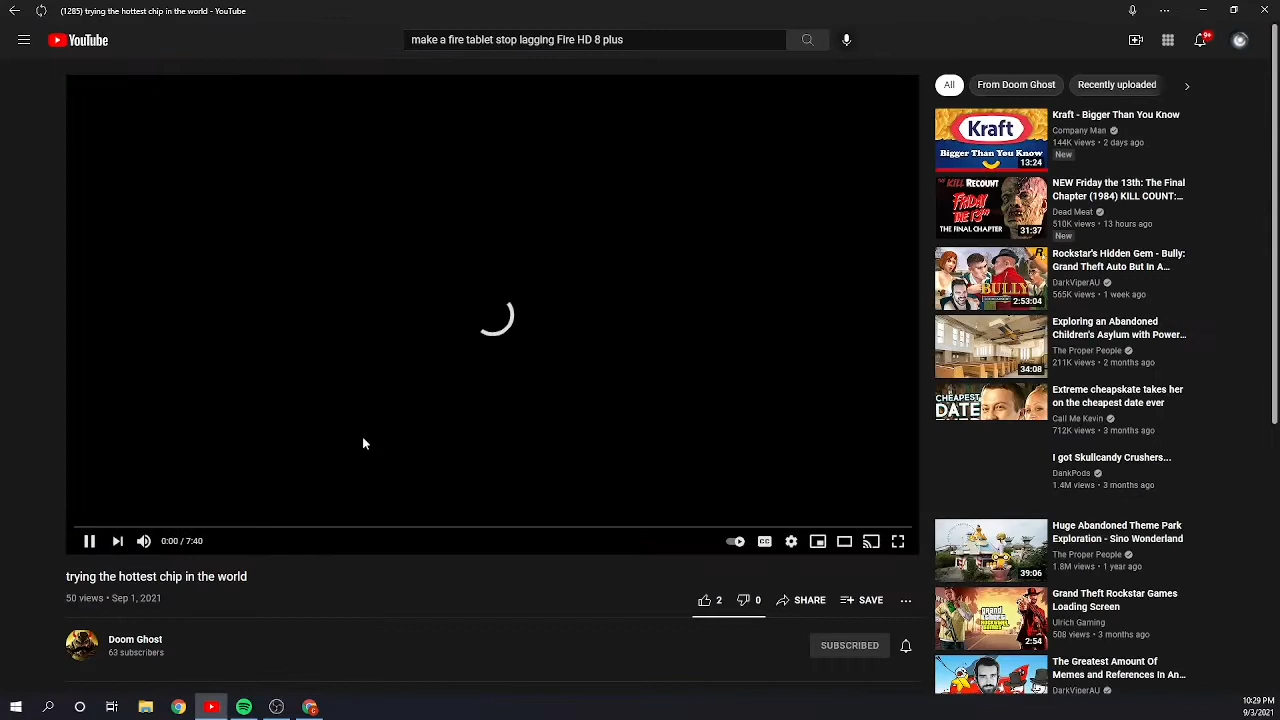 (1285) trying the hottest chip in the world - YouTube
YouTube
make a fire tablet stop lagging Fire HD 8 plus
9+
All
From Doom Ghost
Recently uploaded
Kraft
Bigger Than You Know
13:24
Kraft - Bigger Than You Know
Company Man
144K views • 2 days ago
New
THE KILL RECOUNT
FRIDAY
THE 13TH
THE FINAL CHAPTER
31:37
NEW Friday the 13th: The Final
Chapter (1984) KILL COUNT:...
Dead Meat
510K views • 13 hours ago
New
R
BULLY
2:53:04
Rockstar's Hidden Gem - Bully:
Grand Theft Auto But In A...
DarkViperAU
565K views • 1 week ago
34:08
Exploring an Abandoned
Children's Asylum with Power...
The Proper People
211K views • 2 months ago
CHEAPEST
DATE
Extreme cheapskate takes her
on the cheapest date ever
Call Me Kevin
712K views • 3 months ago
I got Skullcandy Crushers...
DankPods
1.4M views • 3 months ago
39:06
Huge Abandoned Theme Park
Exploration - Sino Wonderland
The Proper People
1.8M views • 1 year ago
grand
theft
auto
2:54
Grand Theft Rockstar Games
Loading Screen
Ulrich Gaming
508 views • 3 months ago
The Greatest Amount Of
Memes and References In An...
DarkViperAU
0:00 / 7:40
CC
trying the hottest chip in the world
50 views • Sep 1, 2021
2
0
SHARE
SAVE
Doom Ghost
63 subscribers
SUBSCRIBED
10:29 PM
9/3/2021